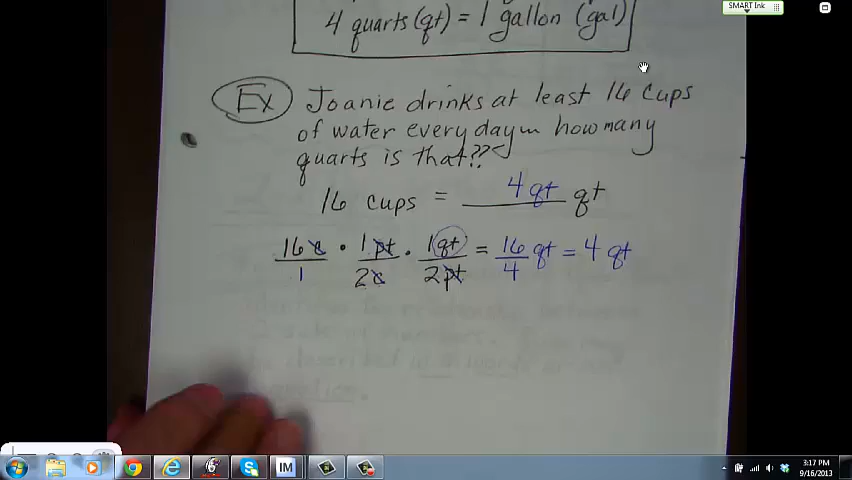 SMART Ink
4 quarts (qt) = 1 gallon (gal)
Ex Joanie drinks at least 16 cups
of water every day how many
quarts is that??
16 cups = 4 qt qt
16 c/1 · 1 pt/2 c · 1 qt/2 pt = 16/4 qt = 4 qt
IM
3:17 PM
9/16/2013